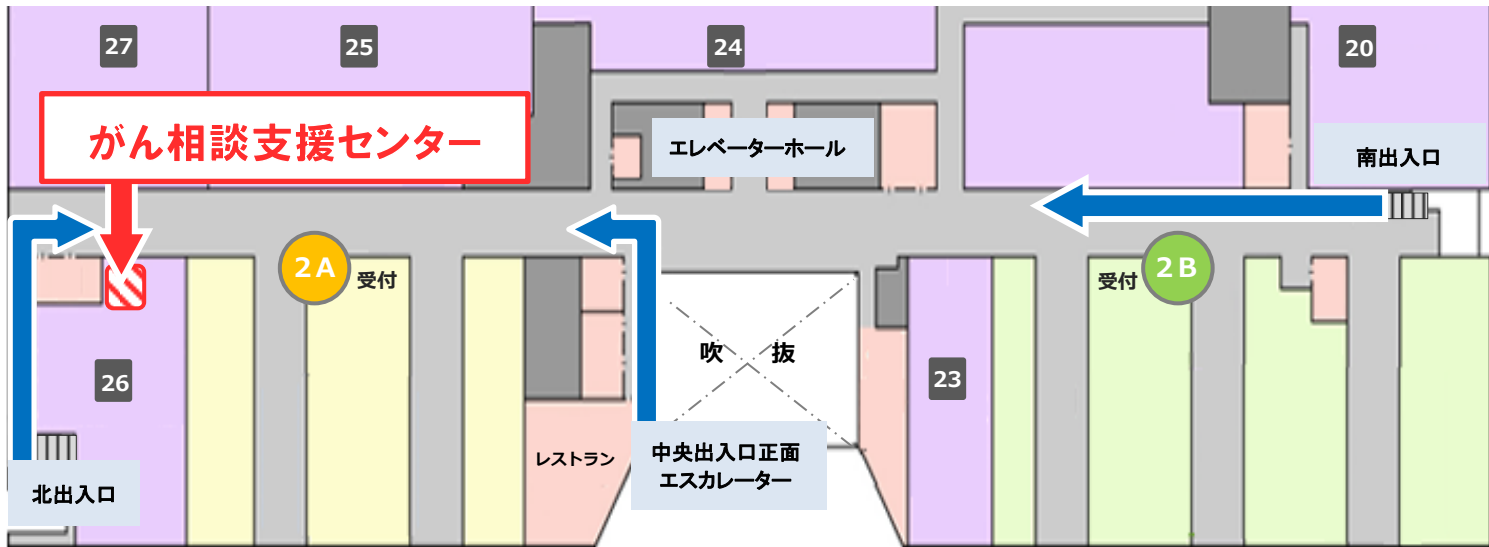 27
25
24
20
がん相談支援センター
エレベーターホール
南出入口
2A
受付
受付
2B
吹 抜
26
23
レストラン
中央出入口正面
エスカレーター
北出入口